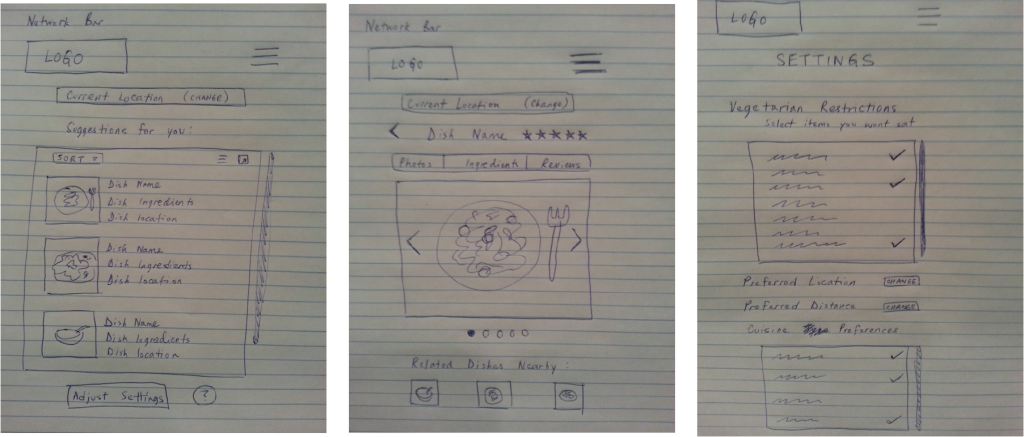 Network Bar
LOGO
Current Location (CHANGE)
Suggestions for you:
SORT
Dish Name
Dish Ingredients
Dish location
Dish Name
Dish Ingredients
Dish location
Dish Name
Dish Ingredients
Dish location
Adjust Settings ?
Network Bar
LOGO
Current Location (Change)
< Dish Name ★★★★★
Photos Ingredients Reviews
< >
Related Dishes Nearby:
LOGO
SETTINGS
Vegetarian Restrictions
Select items you wont eat
Preferred Location CHANGE
Preferred Distance CHANGE
Cuisine Preferences